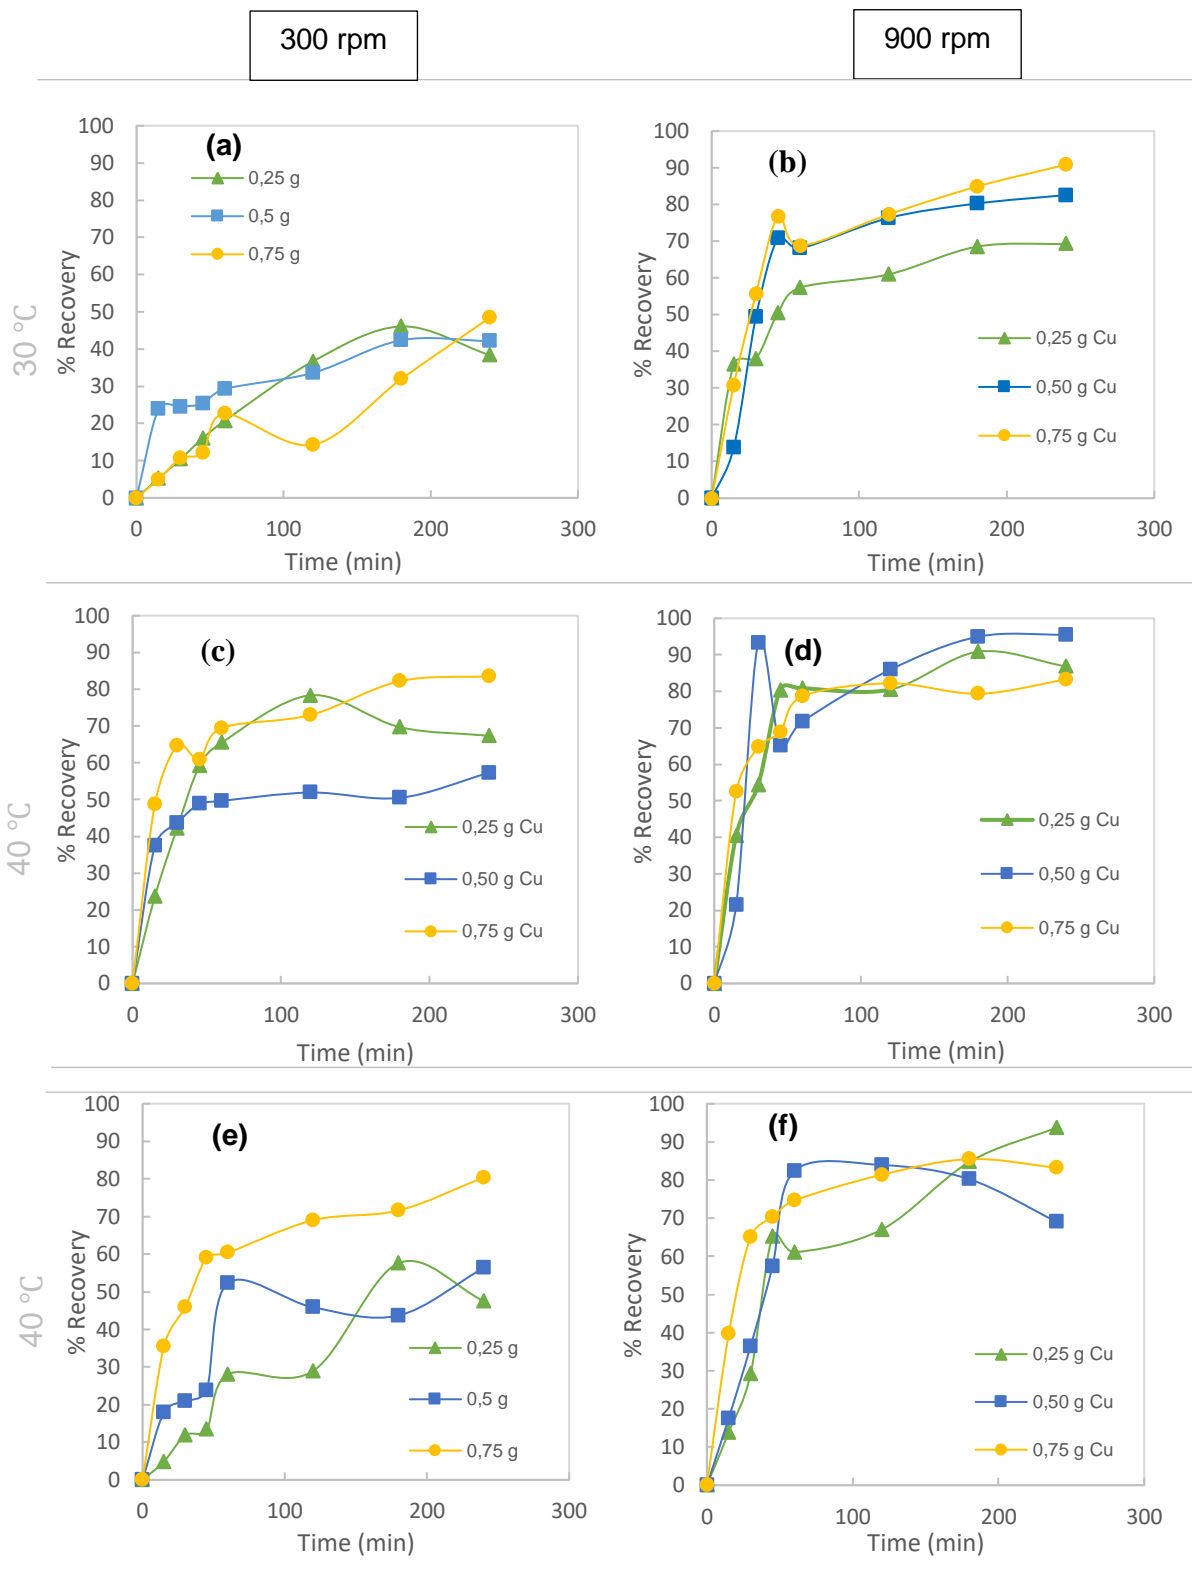 300 rpm
900 rpm
30 °C
(a)
% Recovery
100
90
80
70
60
50
40
30
20
10
0
0,25 g
0,5 g
0,75 g
0
100
200
300
Time (min)
(b)
% Recovery
100
90
80
70
60
50
40
30
20
10
0
0,25 g Cu
0,50 g Cu
0,75 g Cu
0
100
200
300
Time (min)
40 °C
(c)
% Recovery
100
90
80
70
60
50
40
30
20
10
0
0,25 g Cu
0,50 g Cu
0,75 g Cu
0
100
200
300
Time (min)
(d)
% Recovery
100
90
80
70
60
50
40
30
20
10
0
0,25 g Cu
0,50 g Cu
0,75 g Cu
0
100
200
300
Time (min)
40 °C
(e)
% Recovery
100
90
80
70
60
50
40
30
20
10
0
0,25 g
0,5 g
0,75 g
0
100
200
300
Time (min)
(f)
% Recovery
100
90
80
70
60
50
40
30
20
10
0
0,25 g Cu
0,50 g Cu
0,75 g Cu
0
100
200
300
Time (min)